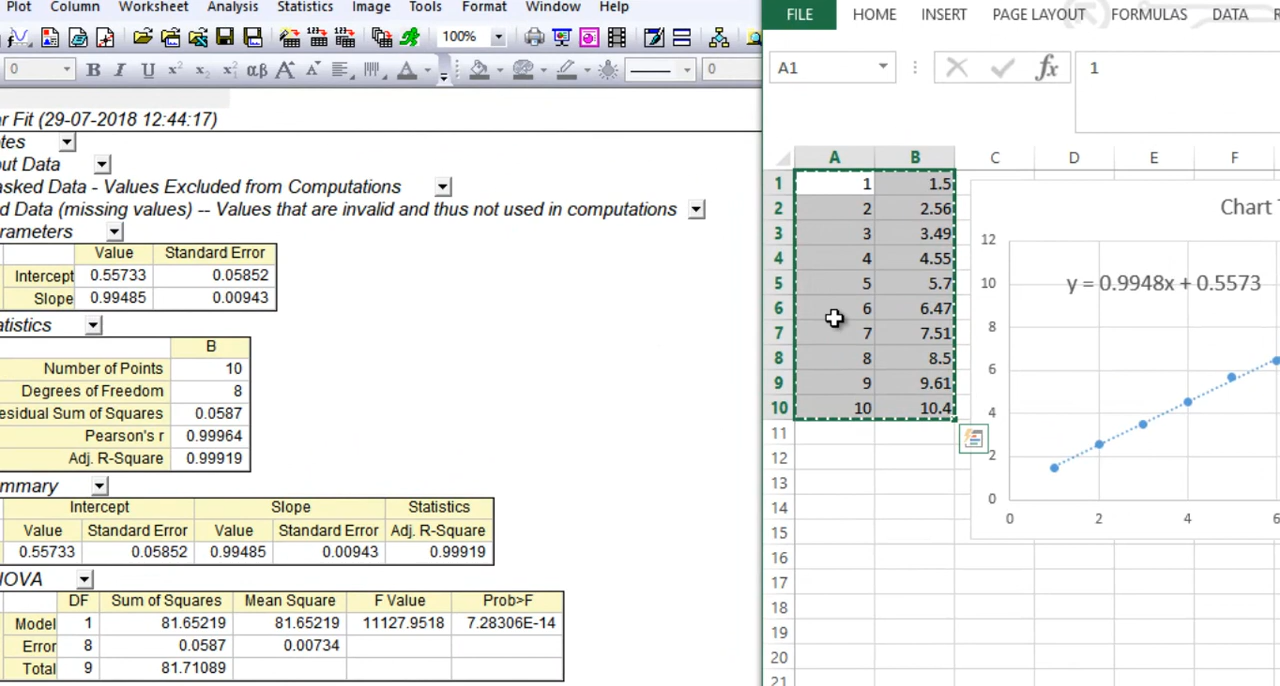 Plot Column Worksheet Analysis Statistics Image Tools Format Window Help
100%
0 B I U x² x₂ αβ A A A 0
ar Fit (29-07-2018 12:44:17)
otes
out Data
asked Data - Values Excluded from Computations
d Data (missing values) -- Values that are invalid and thus not used in computations
arameters
Value Standard Error
Intercept 0.55733 0.05852
Slope 0.99485 0.00943
atistics
B
Number of Points 10
Degrees of Freedom 8
esidual Sum of Squares 0.0587
Pearson's r 0.99964
Adj. R-Square 0.99919
mmary
Intercept Slope Statistics
Value Standard Error Value Standard Error Adj. R-Square
0.55733 0.05852 0.99485 0.00943 0.99919
NOVA
DF Sum of Squares Mean Square F Value Prob>F
Model 1 81.65219 81.65219 11127.9518 7.28306E-14
Error 8 0.0587 0.00734
Total 9 81.71089
FILE HOME INSERT PAGE LAYOUT FORMULAS DATA R
A1 fx 1
A B C D E F
1 1 1.5
2 2 2.56
3 3 3.49
4 4 4.55
5 5 5.7
6 6 6.47
7 7 7.51
8 8 8.5
9 9 9.61
10 10 10.4
11
12
13
14
15
16
17
18
19
20
21
Chart T
y = 0.9948x + 0.5573
12
10
8
6
4
2
0
0 2 4 6